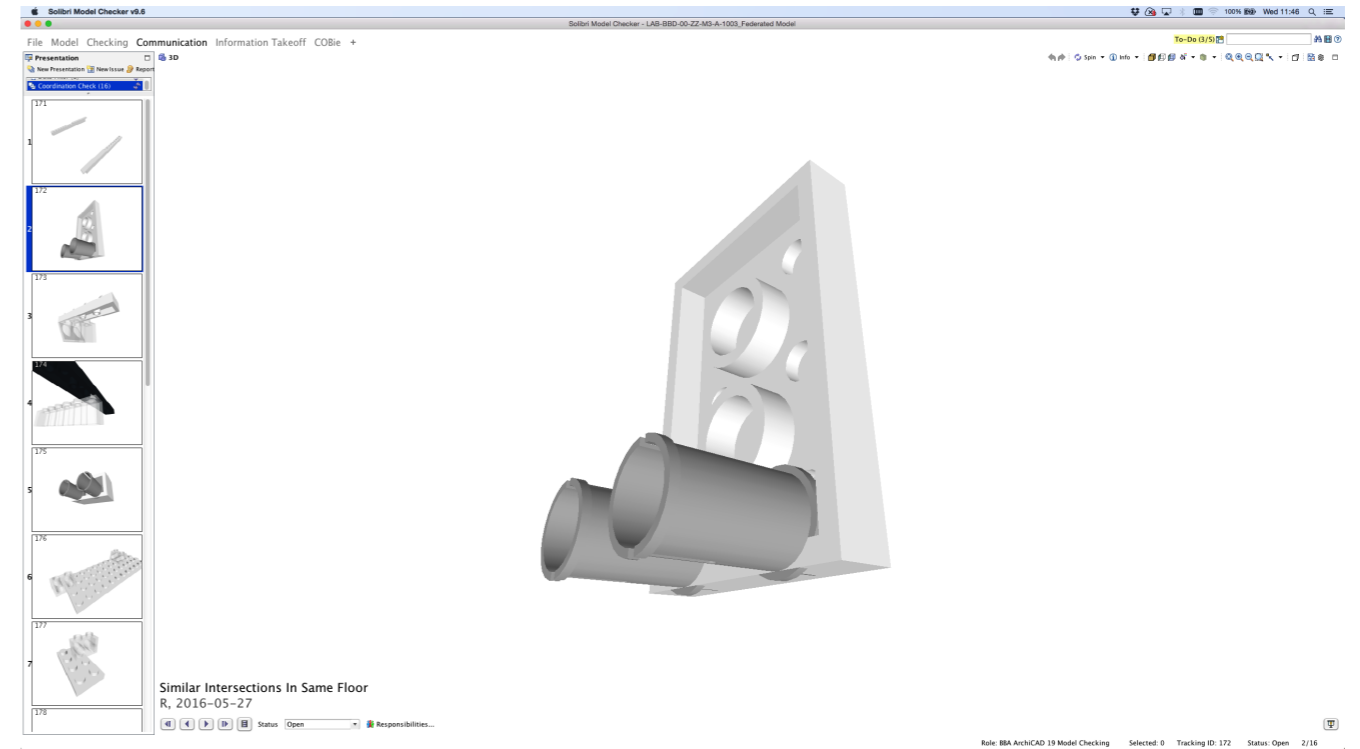 Solibri Model Checker v9.6
100% Wed 11:46
Solibri Model Checker - LAB-BBD-00-ZZ-M3-A-1003_Federated Model
File Model Checking Communication Information Takeoff COBie +
To-Do (3/5)
Presentation
3D
Spin Info
New Presentation New Issue Report
Coordination Check (16)
171
1
172
2
173
3
174
4
175
5
176
6
177
7
178
Similar Intersections In Same Floor
R, 2016-05-27
Status Open Responsibilities...
Role: BBA ArchiCAD 19 Model Checking Selected: 0 Tracking ID: 172 Status: Open 2/16